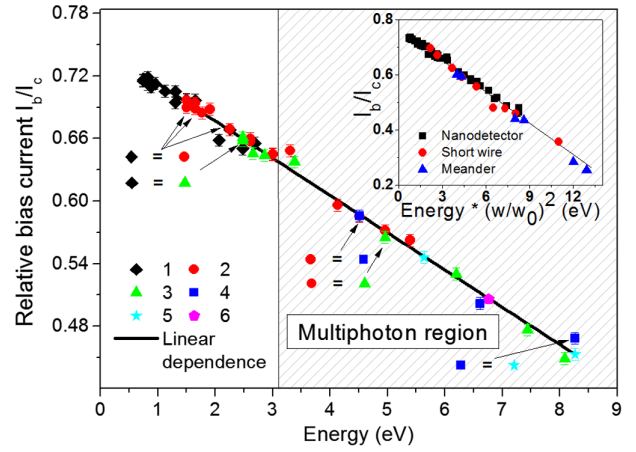 Relative bias current I_b/I_c
0.72
0.66
0.60
0.54
0.48
0 1 2 3 4 5 6 7 8 9
Energy (eV)
=
=
1 2
3 4
5 6
Linear
dependence
=
=
Multiphoton region
=
I_b/I_c
0.8
0.6
0.4
0.2
0 3 6 9 12
Energy * (w/w_0)^2 (eV)
Nanodetector
Short wire
Meander